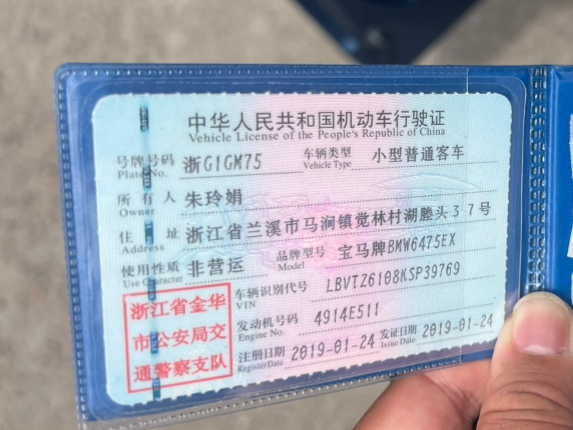 中华人民共和国机动车行驶证
Vehicle License of the People's Republic of China
号牌号码 浙G1GM75 车辆类型 小型普通客车
Plate No. Vehicle Type
所有人 朱玲娟
Owner
住址 浙江省兰溪市马涧镇觉林村湖塍头37号
Address
使用性质 非营运 品牌型号 宝马牌BMW6475EX
Use Character Model
浙江省金华
市公安局交
通警察支队
车辆识别代号 LBVTZ6108KSP39769
VIN
发动机号码 4914E511
Engine No.
注册日期 2019-01-24 发证日期 2019-01-24
Register Date Issue Date